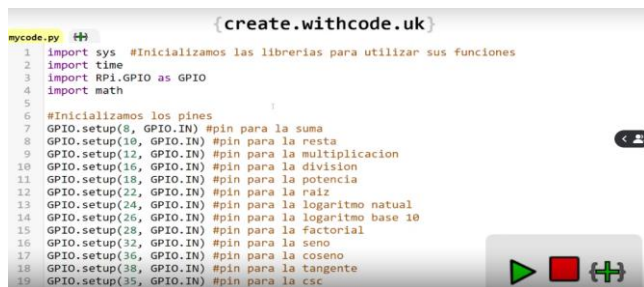 {create.withcode.uk}
mycode.py
1 import sys #Inicializamos las librerias para utilizar sus funciones
2 import time
3 import RPi.GPIO as GPIO
4 import math
5
6 #Inicializamos los pines
7 GPIO.setup(8, GPIO.IN) #pin para la suma
8 GPIO.setup(10, GPIO.IN) #pin para la resta
9 GPIO.setup(12, GPIO.IN) #pin para la multiplicacion
10 GPIO.setup(16, GPIO.IN) #pin para la division
11 GPIO.setup(18, GPIO.IN) #pin para la potencia
12 GPIO.setup(22, GPIO.IN) #pin para la raiz
13 GPIO.setup(24, GPIO.IN) #pin para la logaritmo natual
14 GPIO.setup(26, GPIO.IN) #pin para la logaritmo base 10
15 GPIO.setup(28, GPIO.IN) #pin para la factorial
16 GPIO.setup(32, GPIO.IN) #pin para la seno
17 GPIO.setup(36, GPIO.IN) #pin para la coseno
18 GPIO.setup(38, GPIO.IN) #pin para la tangente
19 GPIO.setup(35, GPIO.IN) #pin para la csc